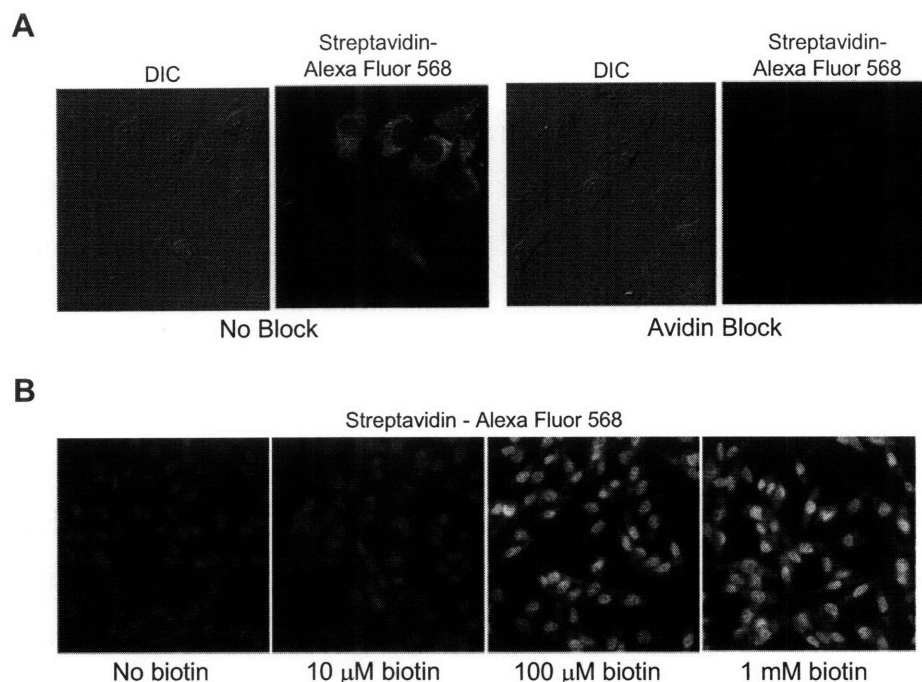 A
DIC
Streptavidin-
Alexa Fluor 568
DIC
Streptavidin-
Alexa Fluor 568
No Block
Avidin Block
B
Streptavidin - Alexa Fluor 568
No biotin
10 μM biotin
100 μM biotin
1 mM biotin